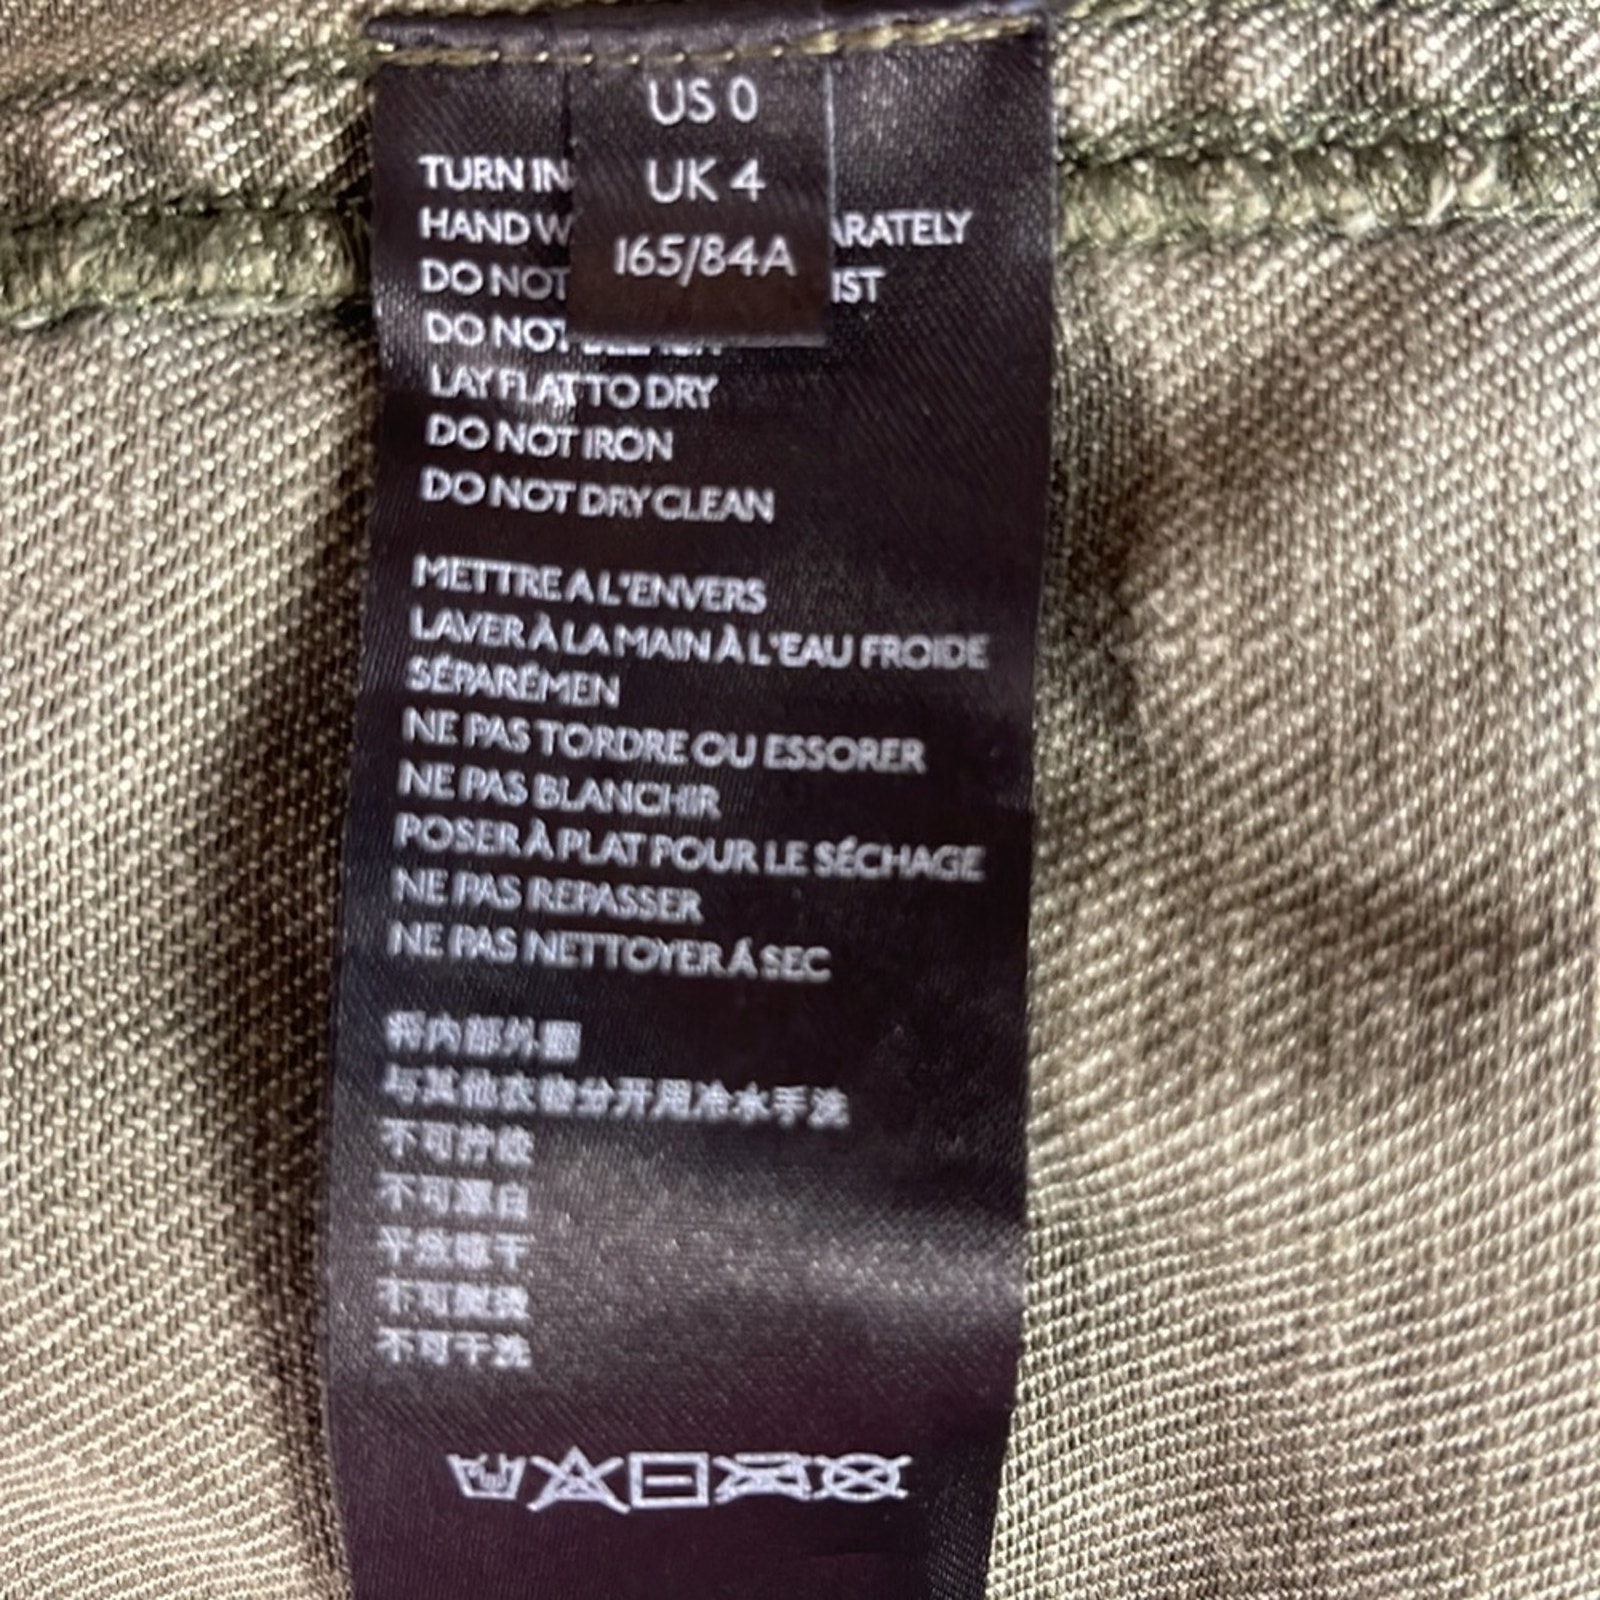 US 0
UK 4
165/84A
TURN IN
HAND W ARATELY
DO NOT IST
DO NOT
LAY FLAT TO DRY
DO NOT IRON
DO NOT DRY CLEAN
METTRE A L'ENVERS
LAVER À LA MAIN À L'EAU FROIDE
SÉPARÉMEN
NE PAS TORDRE OU ESSORER
NE PAS BLANCHIR
POSER À PLAT POUR LE SÉCHAGE
NE PAS REPASSER
NE PAS NETTOYER Á SEC
将内部外翻
与其他衣物分开用冷水手洗
不可拧绞
不可漂白
平放晾干
不可熨烫
不可干洗